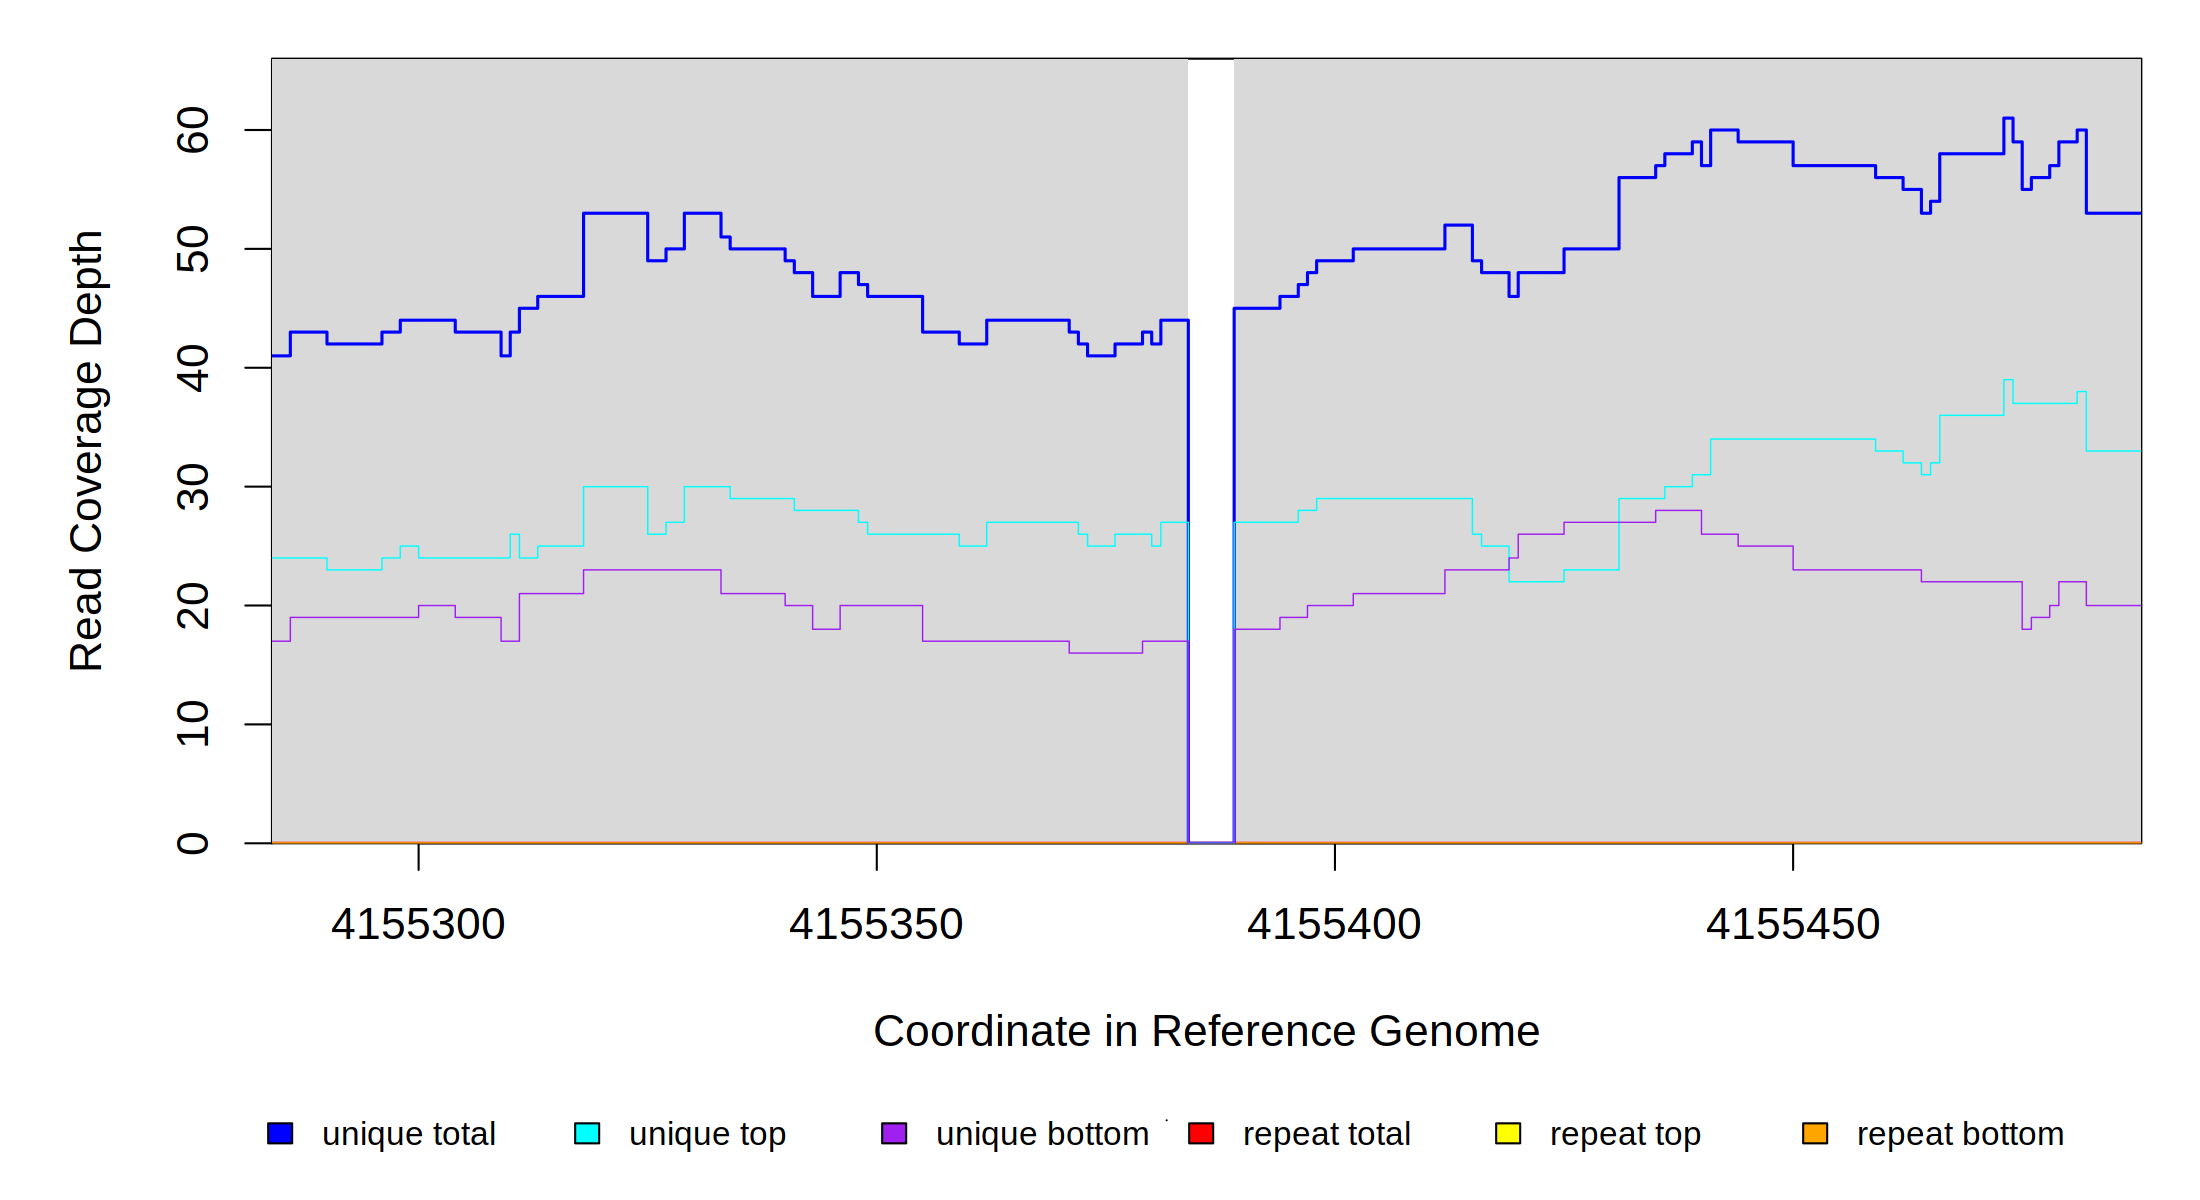 Read Coverage Depth
60
50
40
30
20
10
0
4155300 4155350 4155400 4155450
Coordinate in Reference Genome
unique total unique top unique bottom repeat total repeat top repeat bottom